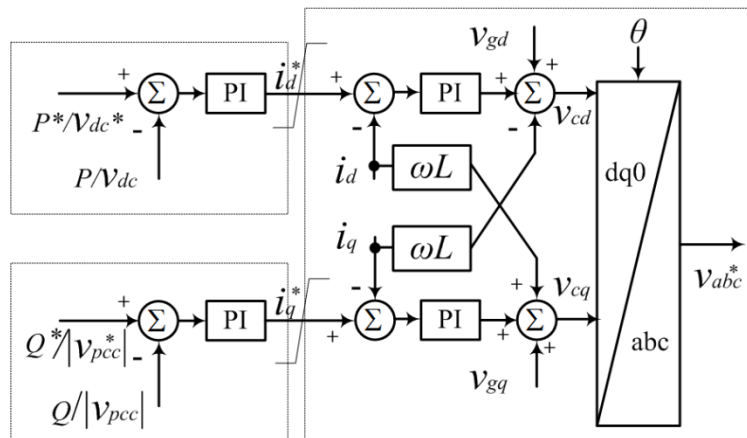 v_gd
θ
+
Σ
-
PI
i_d^*
+
Σ
-
PI
+
Σ
+
-
v_cd
P*/v_dc*
P/v_dc
i_d
ωL
dq0
i_q
ωL
v_abc^*
+
Σ
-
PI
i_q^*
-
Σ
+
PI
+
+
Σ
+
v_cq
abc
Q*/|v_pcc^*|
Q/|v_pcc|
v_gq